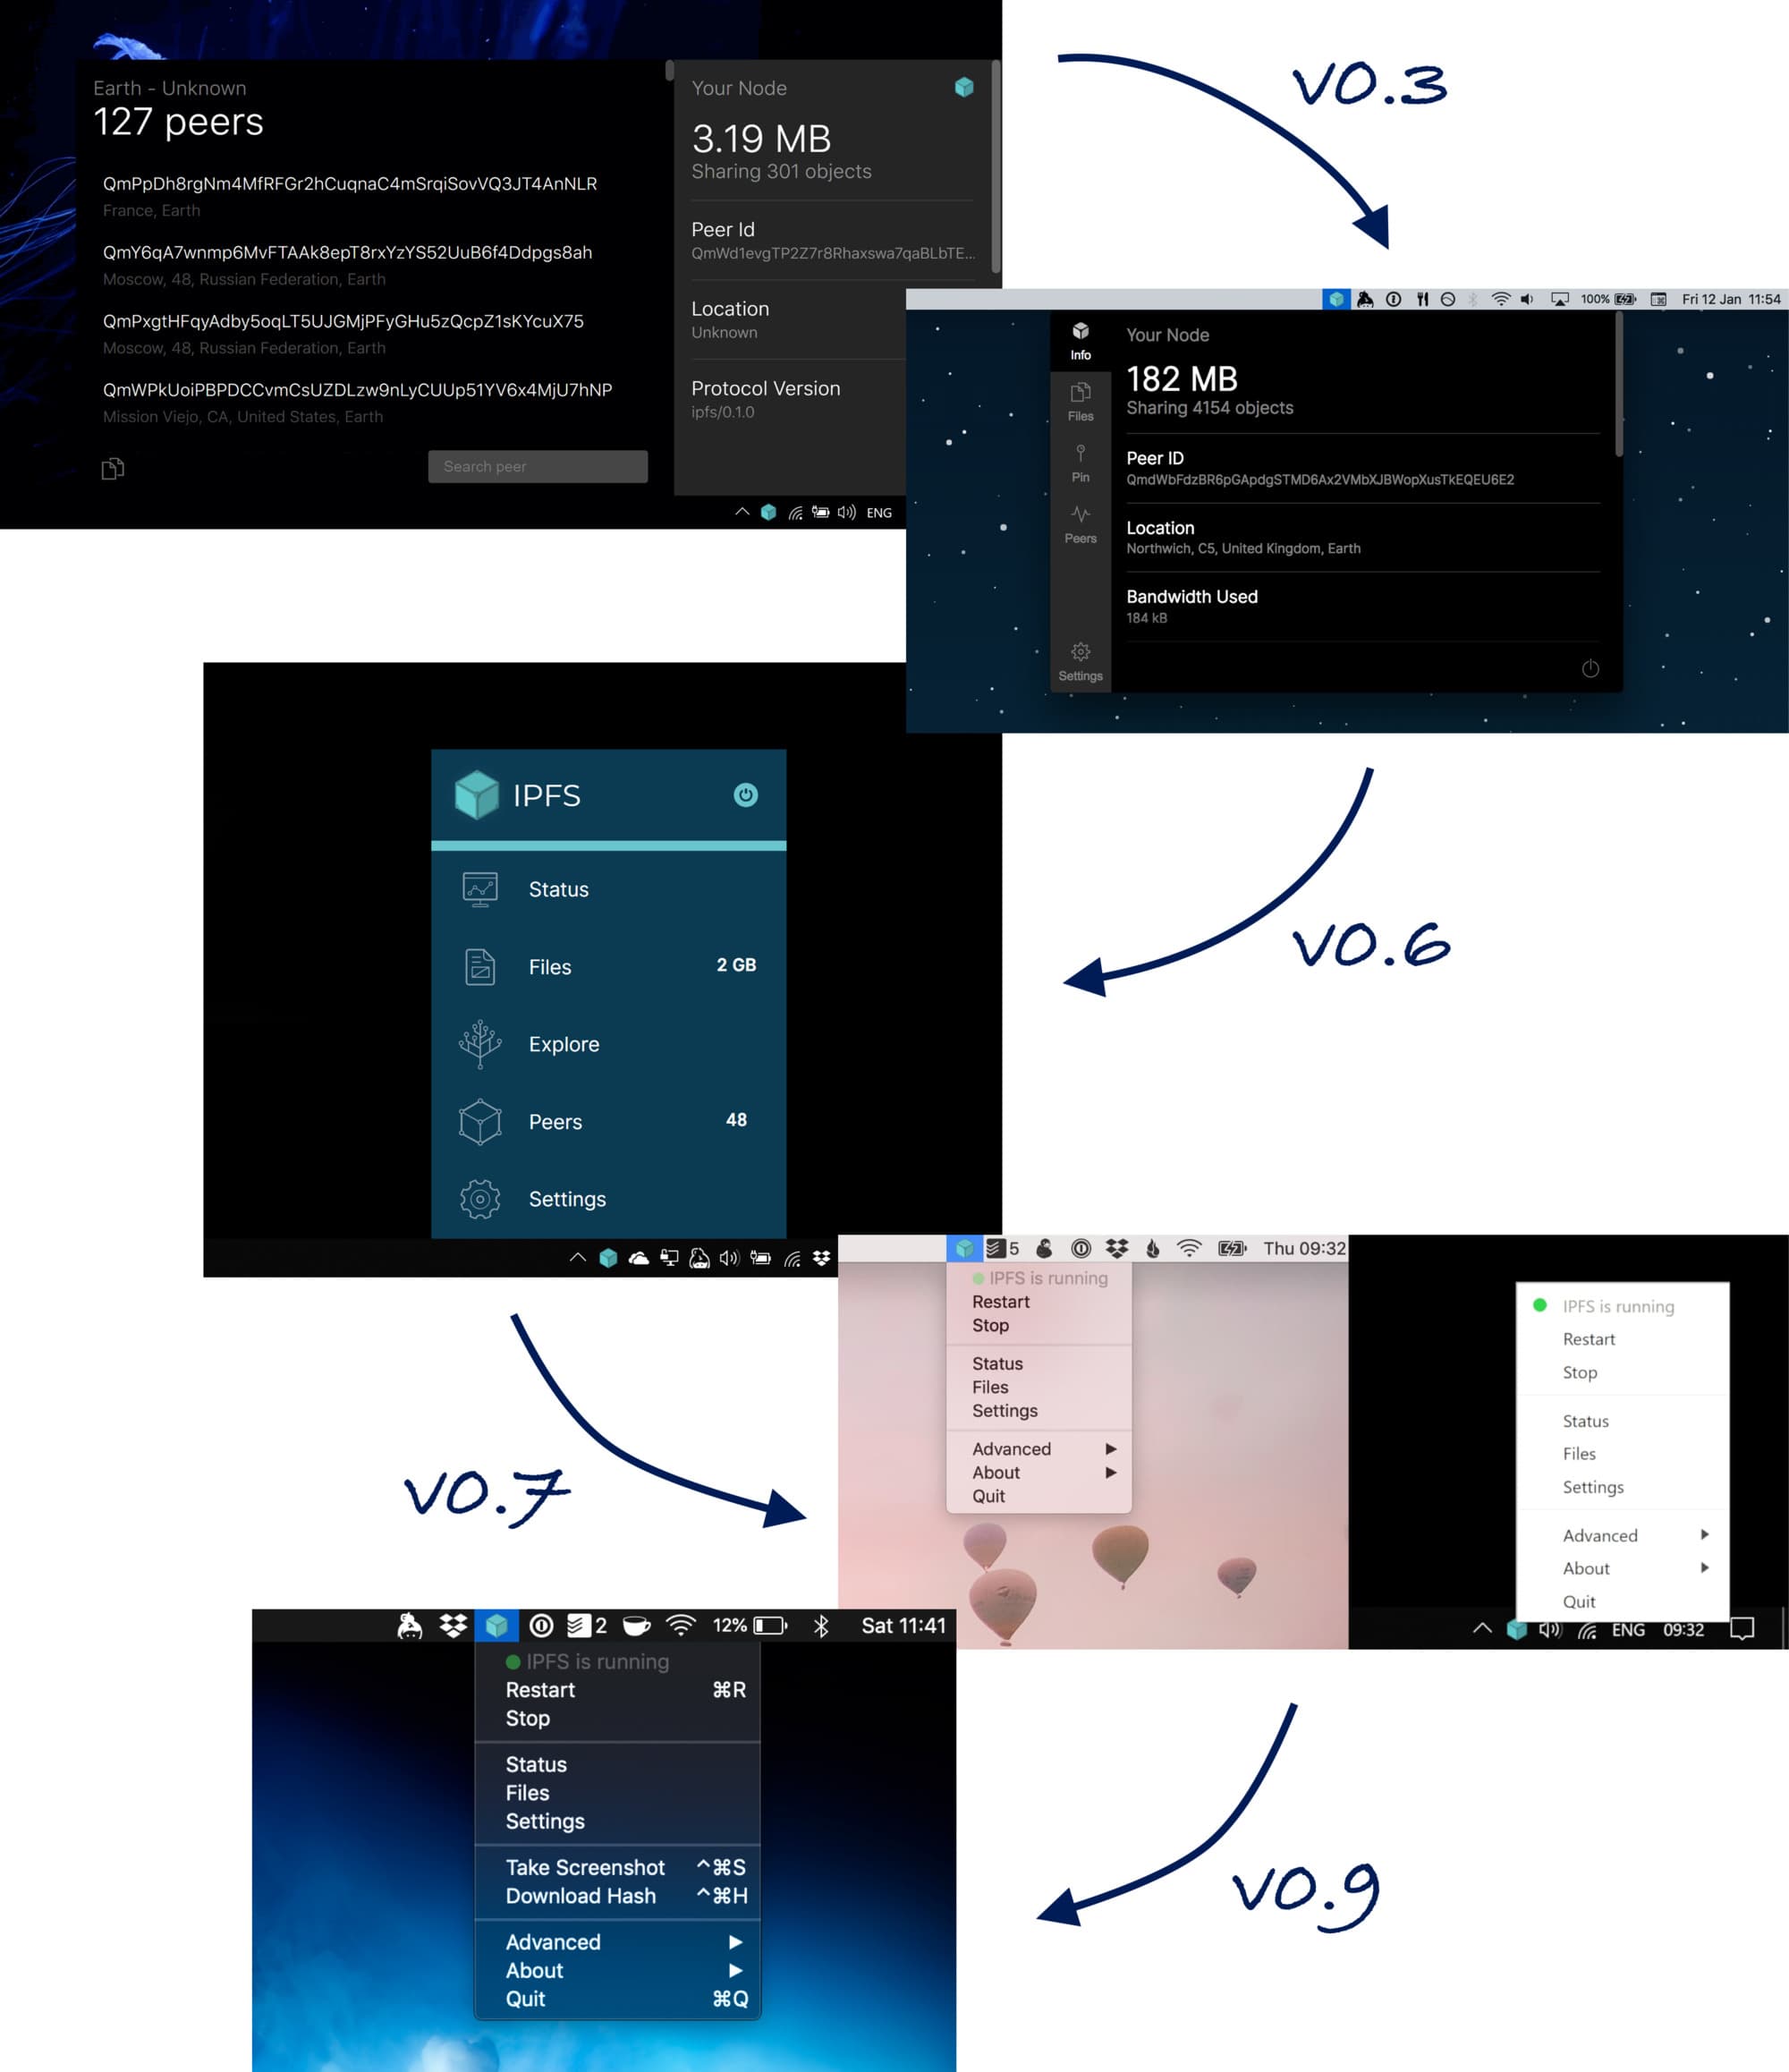 Earth - Unknown
127 peers
QmPpDh8rgNm4MfRFGr2hCuqnaC4mSrqiSovVQ3JT4AnNLR
France, Earth
QmY6qA7wnmp6MvFTAAk8epT8rxYzYS52UuB6f4Ddpgs8ah
Moscow, 48, Russian Federation, Earth
QmPxgtHFqyAdby5oqLT5UJGMjPFyGHu5zQcpZ1sKYcuX75
Moscow, 48, Russian Federation, Earth
QmWPkUoiPBPDCCvmCsUZDLzw9nLyCUUp51YV6x4MjU7hNP
Mission Viejo, CA, United States, Earth
Search peer
Your Node
3.19 MB
Sharing 301 objects
Peer Id
QmWd1evgTP2Z7r8Rhaxswa7qaBLbTE...
Location
Unknown
Protocol Version
ipfs/0.1.0
ENG
v0.3
100%
Fri 12 Jan 11:54
Info
Files
Pin
Peers
Settings
Your Node
182 MB
Sharing 4154 objects
Peer ID
QmdWbFdzBR6pGApdgSTMD6Ax2VMbXJBWopXusTkEQEU6E2
Location
Northwich, C5, United Kingdom, Earth
Bandwidth Used
184 kB
v0.6
IPFS
Status
Files 2 GB
Explore
Peers 48
Settings
v0.7
5 Thu 09:32
IPFS is running
Restart
Stop
Status
Files
Settings
Advanced
About
Quit
IPFS is running
Restart
Stop
Status
Files
Settings
Advanced
About
Quit
ENG 09:32
v0.9
2 12% Sat 11:41
IPFS is running
Restart ⌘R
Stop
Status
Files
Settings
Take Screenshot ^⌘S
Download Hash ^⌘H
Advanced
About
Quit ⌘Q